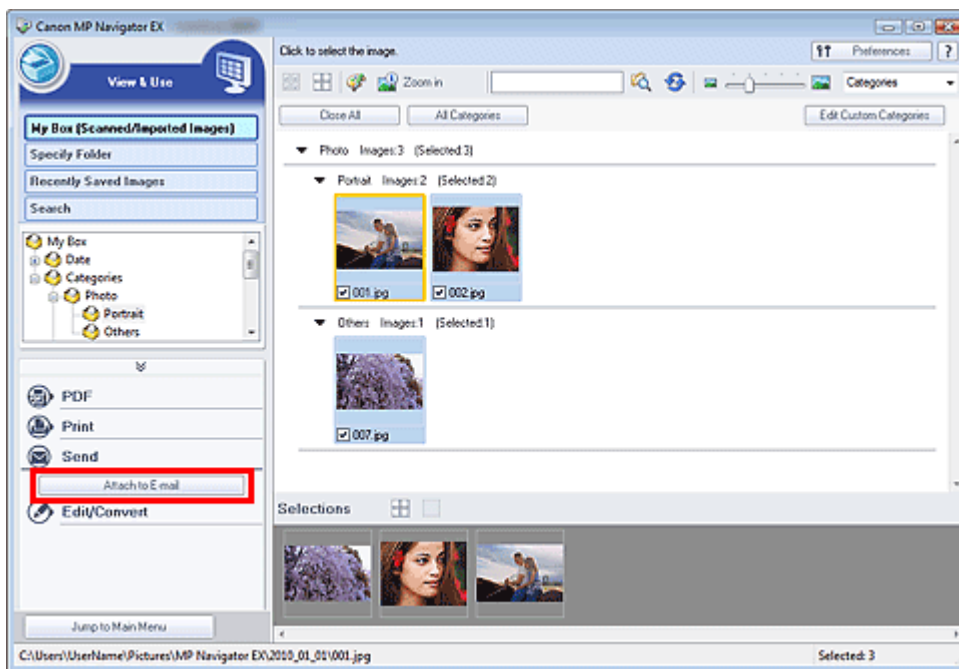 Canon MP Navigator EX
View & Use
My Box (Scanned/Imported Images)
Specify Folder
Recently Saved Images
Search
My Box
Date
Categories
Photo
Portrait
Others
PDF
Print
Send
Attach to E-mail
Edit/Convert
Jump to Main Menu
Click to select the image.
Preferences
?
Zoom in
Categories
Close All
All Categories
Edit Custom Categories
Photo Images:3 (Selected:3)
Portrait Images:2 (Selected:2)
001.jpg
002.jpg
Others Images:1 (Selected:1)
007.jpg
Selections
C:\Users\UserName\Pictures\MP Navigator EX\2010_01_01\001.jpg
Selected: 3